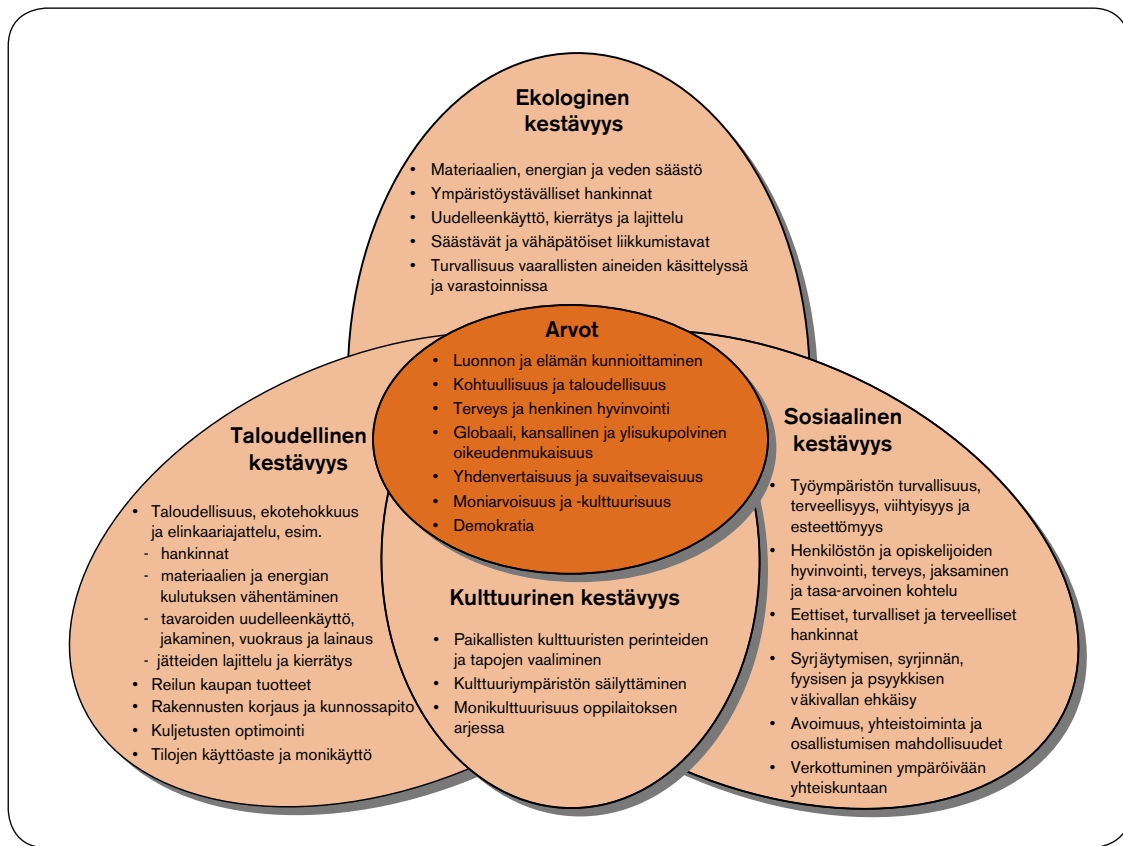 Ekologinen
kestävyys
• Materiaalien, energian ja veden säästö
• Ympäristöystävälliset hankinnat
• Uudelleenkäyttö, kierrätys ja lajittelu
• Säästävät ja vähäpätöiset liikkumistavat
• Turvallisuus vaarallisten aineiden käsittelyssä
ja varastoinnissa
Arvot
• Luonnon ja elämän kunnioittaminen
• Kohtuullisuus ja taloudellisuus
• Terveys ja henkinen hyvinvointi
• Globaali, kansallinen ja ylisukupolvinen
oikeudenmukaisuus
• Yhdenvertaisuus ja suvaitsevaisuus
• Moniarvoisuus ja -kulttuurisuus
• Demokratia
Taloudellinen
kestävyys
• Taloudellisuus, ekotehokkuus
ja elinkaariajattelu, esim.
- hankinnat
- materiaalien ja energian
kulutuksen vähentäminen
- tavaroiden uudelleenkäyttö,
jakaminen, vuokraus ja lainaus
- jätteiden lajittelu ja kierrätys
• Reilun kaupan tuotteet
• Rakennusten korjaus ja kunnossapito
• Kuljetusten optimointi
• Tilojen käyttöaste ja monikäyttö
Kulttuurinen kestävyys
• Paikallisten kulttuuristen perinteiden
ja tapojen vaaliminen
• Kulttuuriympäristön säilyttäminen
• Monikulttuurisuus oppilaitoksen
arjessa
Sosiaalinen
kestävyys
• Työympäristön turvallisuus,
terveellisyys, viihtyisyys ja
esteettömyys
• Henkilöstön ja opiskelijoiden
hyvinvointi, terveys, jaksaminen
ja tasa-arvoinen kohtelu
• Eettiset, turvalliset ja terveelliset
hankinnat
• Syrjäytymisen, syrjinnän,
fyysisen ja psyykkisen
väkivallan ehkäisy
• Avoimuus, yhteistoiminta ja
osallistumisen mahdollisuudet
• Verkottuminen ympäröivään
yhteiskuntaan